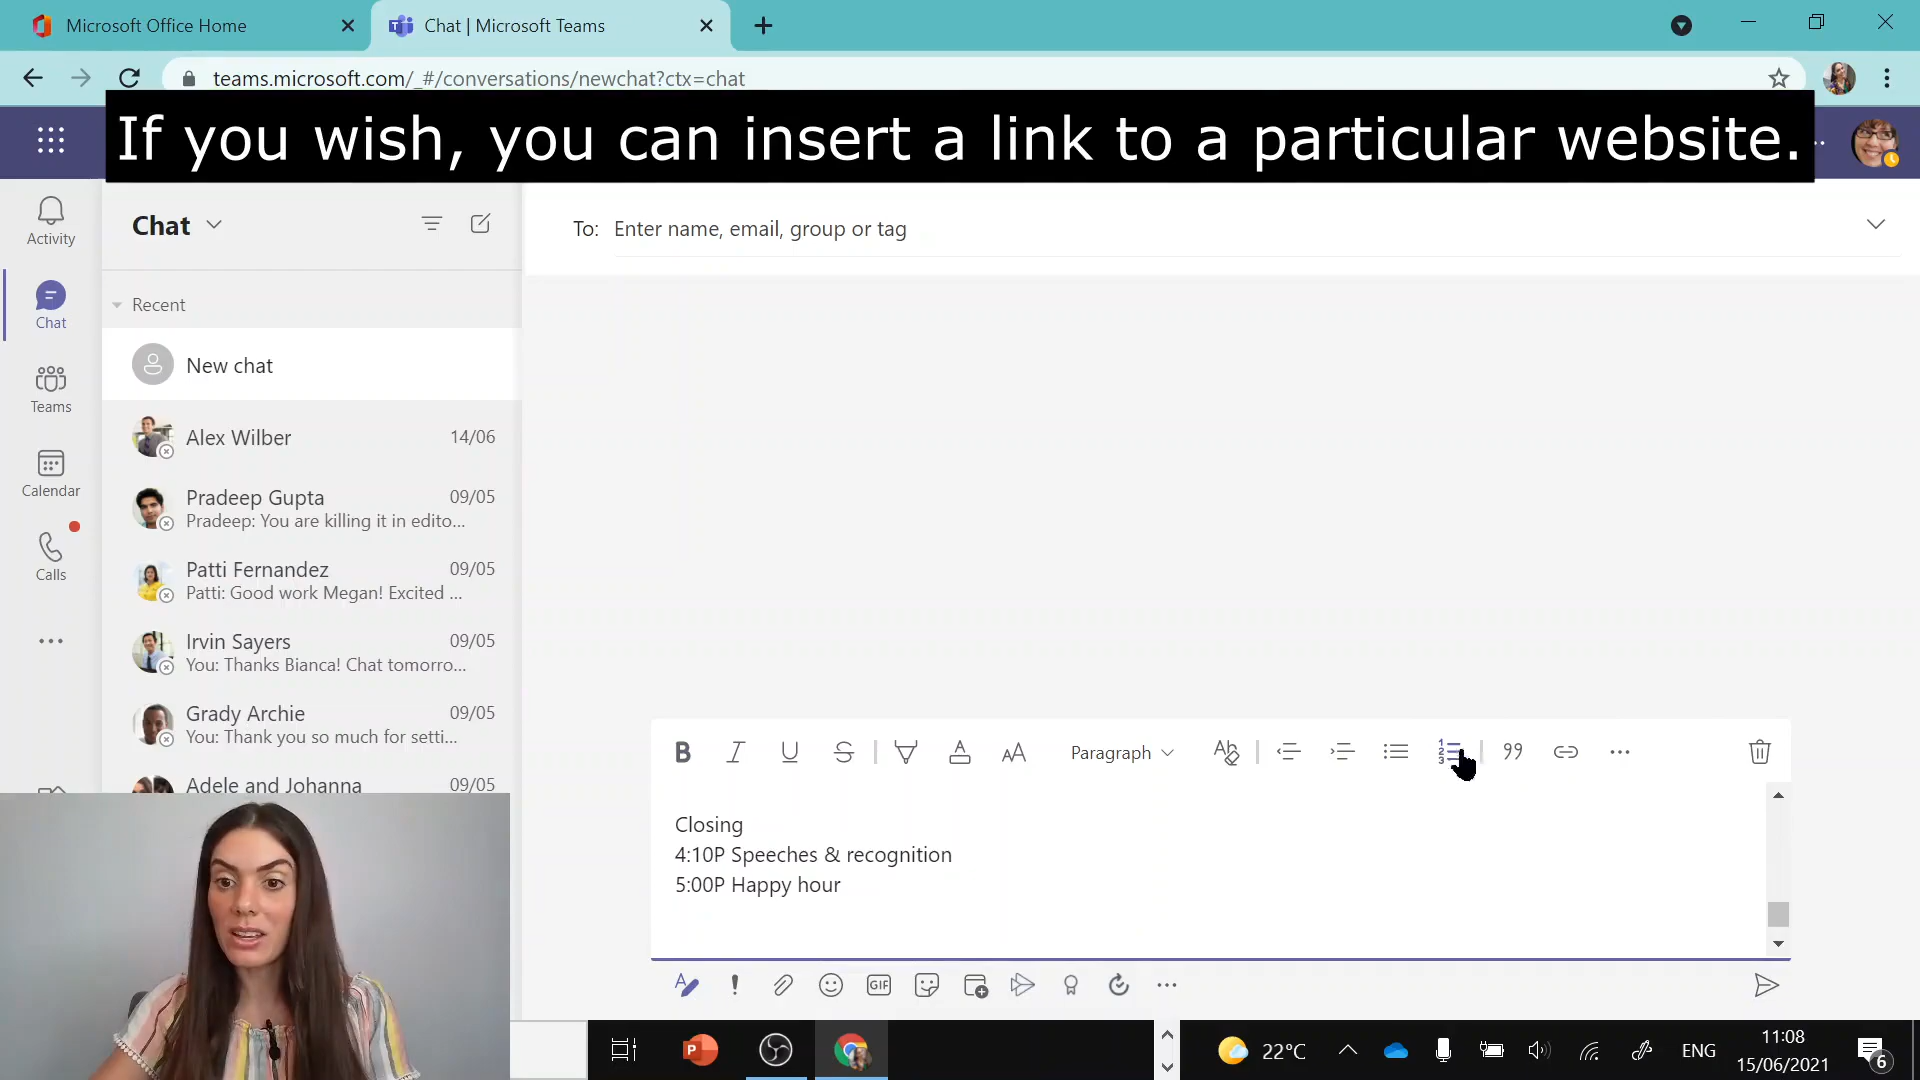 Microsoft Office Home
Chat | Microsoft Teams
teams.microsoft.com/_#/conversations/newchat?ctx=chat
If you wish, you can insert a link to a particular website.
Activity
Chat
Teams
Calendar
Calls
Chat
Recent
New chat
Alex Wilber 14/06
Pradeep Gupta 09/05
Pradeep: You are killing it in edito...
Patti Fernandez 09/05
Patti: Good work Megan! Excited ...
Irvin Sayers 09/05
You: Thanks Bianca! Chat tomorro...
Grady Archie 09/05
You: Thank you so much for setti...
Adele and Johanna 09/05
To: Enter name, email, group or tag
B I U S A AA Paragraph Ab 123
Closing
4:10P Speeches & recognition
5:00P Happy hour
GIF
P
22°C
ENG
11:08
15/06/2021
6